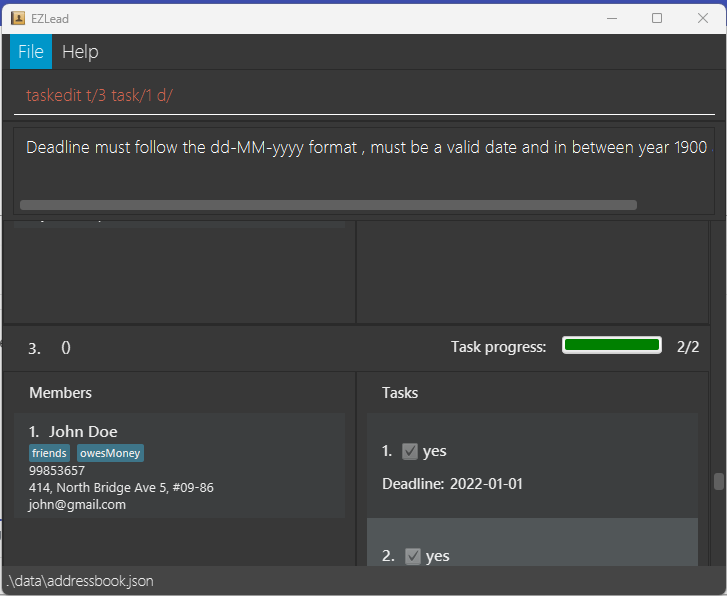 EZLead
File Help
taskedit t/3 task/1 d/
Deadline must follow the dd-MM-yyyy format , must be a valid date and in between year 1900
3. ()
Task progress: 2/2
Members
Tasks
1. John Doe
friends owesMoney
99853657
414, North Bridge Ave 5, #09-86
john@gmail.com
1. yes
Deadline: 2022-01-01
2. yes
.\data\addressbook.json